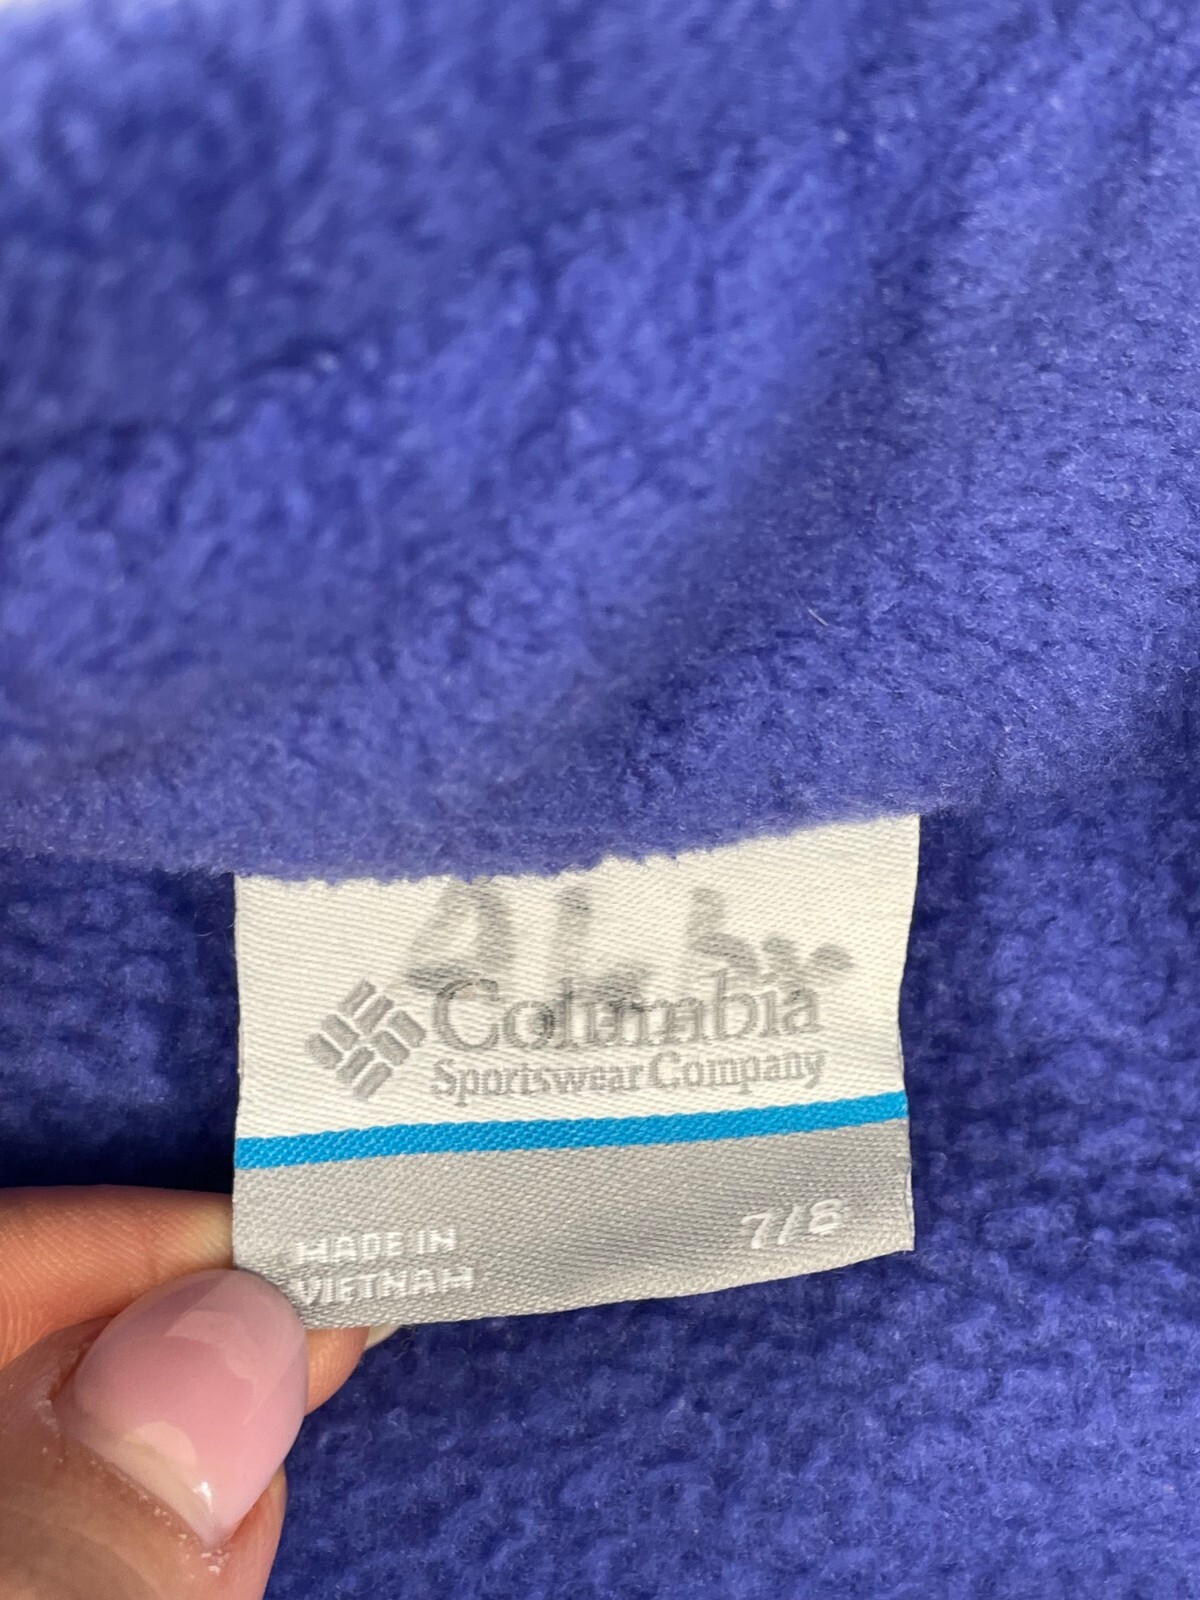 Columbia
Sportswear Company
MADE IN
VIETNAM
7/8